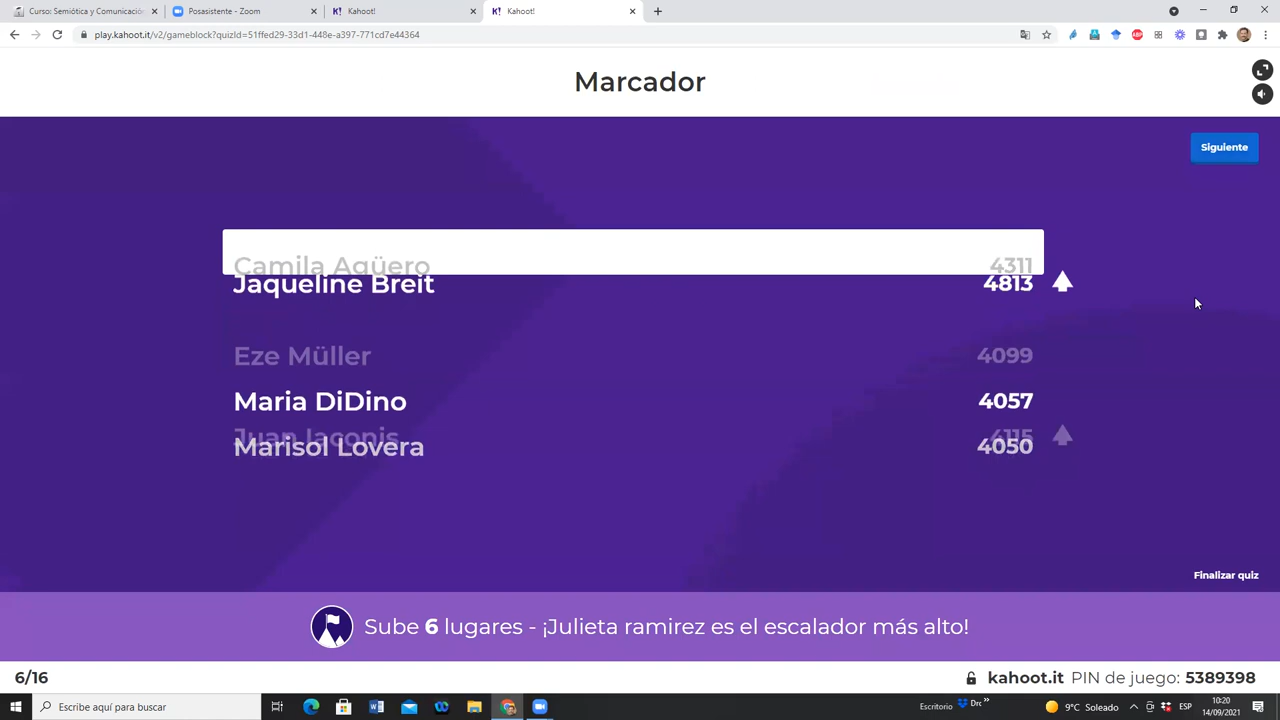 Curso: Semiótica y Comunicación
Posasistente - Zoom
Kahoot!
Kahoot!
play.kahoot.it/v2/gameblock?quizId=51ffed29-33d1-448e-a397-771cd7e44364
Marcador
Siguiente
Camila Agüero 4311
Jaqueline Breit 4813
Eze Müller 4099
Maria DiDino 4057
Juan Iaconis 4115
Marisol Lovera 4050
Finalizar quiz
Sube 6 lugares - ¡Julieta ramirez es el escalador más alto!
6/16
kahoot.it PIN de juego: 5389398
Escribe aquí para buscar
Escritorio
9°C Soleado
ESP
10:20
14/09/2021